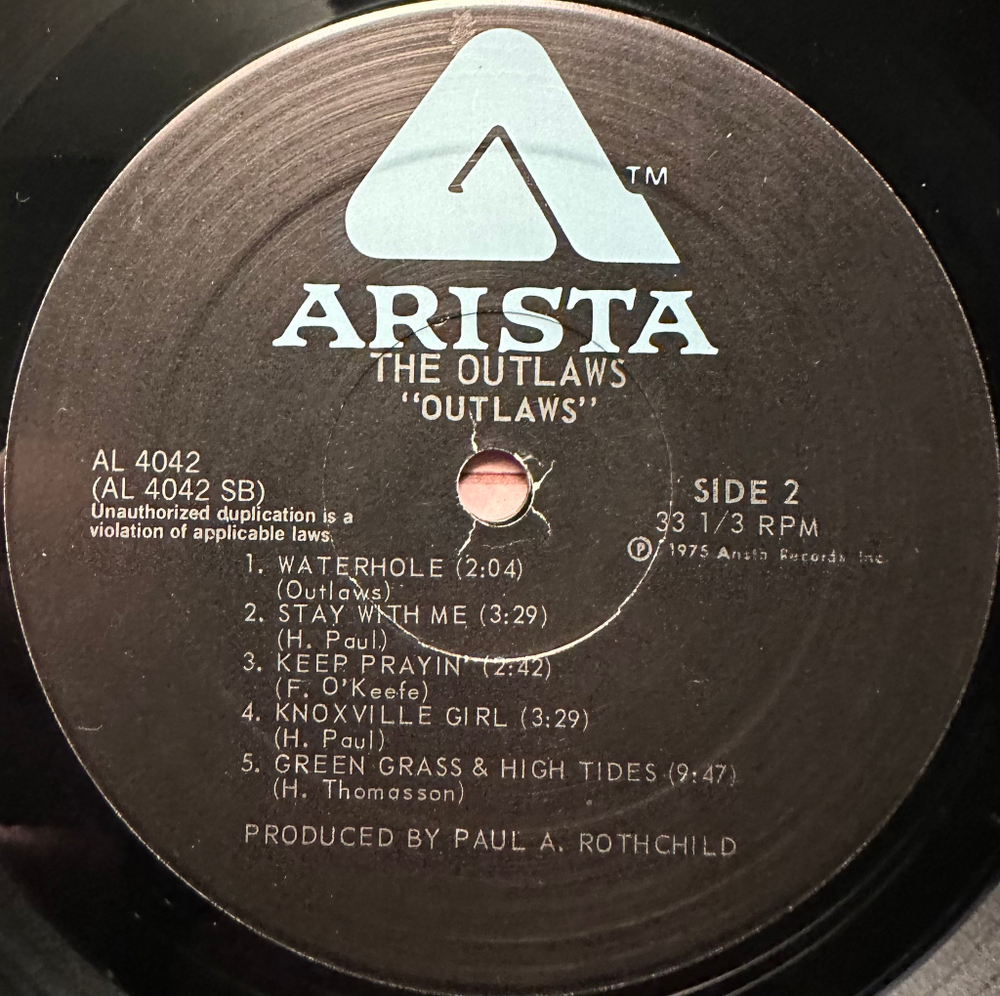 TM
ARISTA
THE OUTLAWS
"OUTLAWS"
AL 4042
(AL 4042 SB)
Unauthorized duplication is a
violation of applicable laws.
SIDE 2
33 1/3 RPM
Ⓟ 1975 Arista Records Inc.
1. WATERHOLE (2:04)
(Outlaws)
2. STAY WITH ME (3:29)
(H. Paul)
3. KEEP PRAYIN' (2:42)
(F. O'Keefe)
4. KNOXVILLE GIRL (3:29)
(H. Paul)
5. GREEN GRASS & HIGH TIDES (9:47)
(H. Thomasson)
PRODUCED BY PAUL A. ROTHCHILD